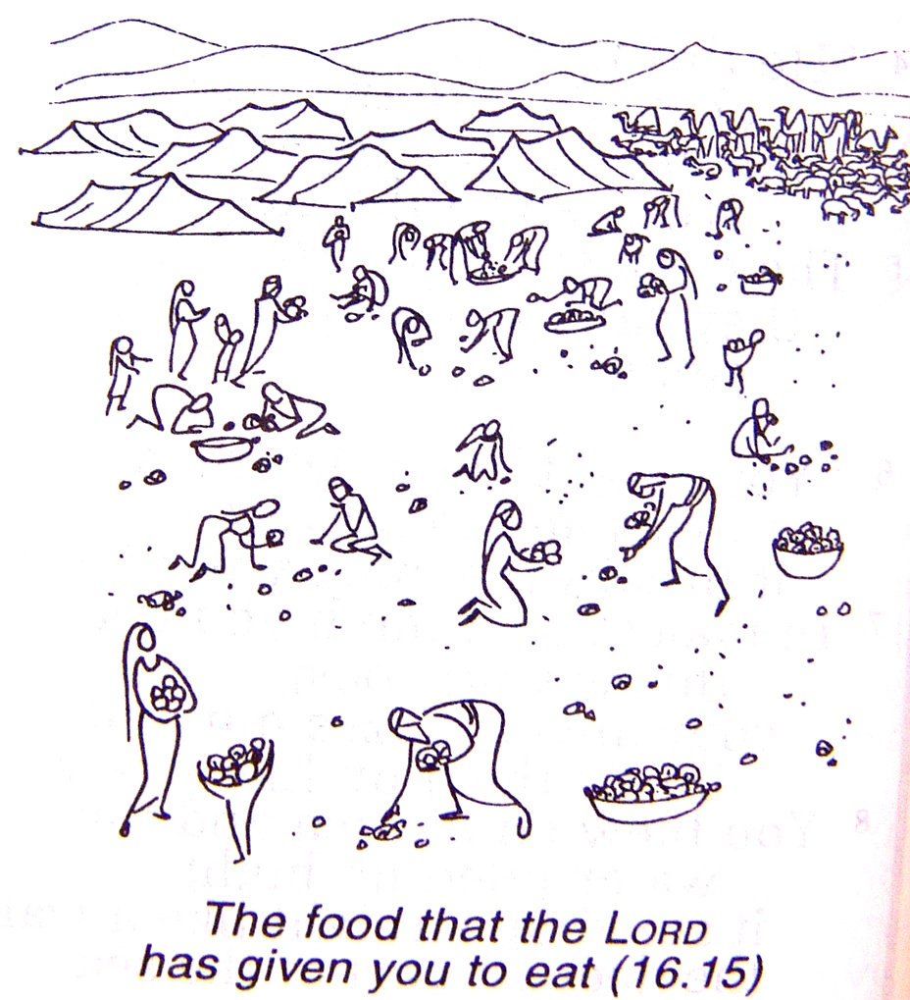 The food that the LORD
has given you to eat (16.15)